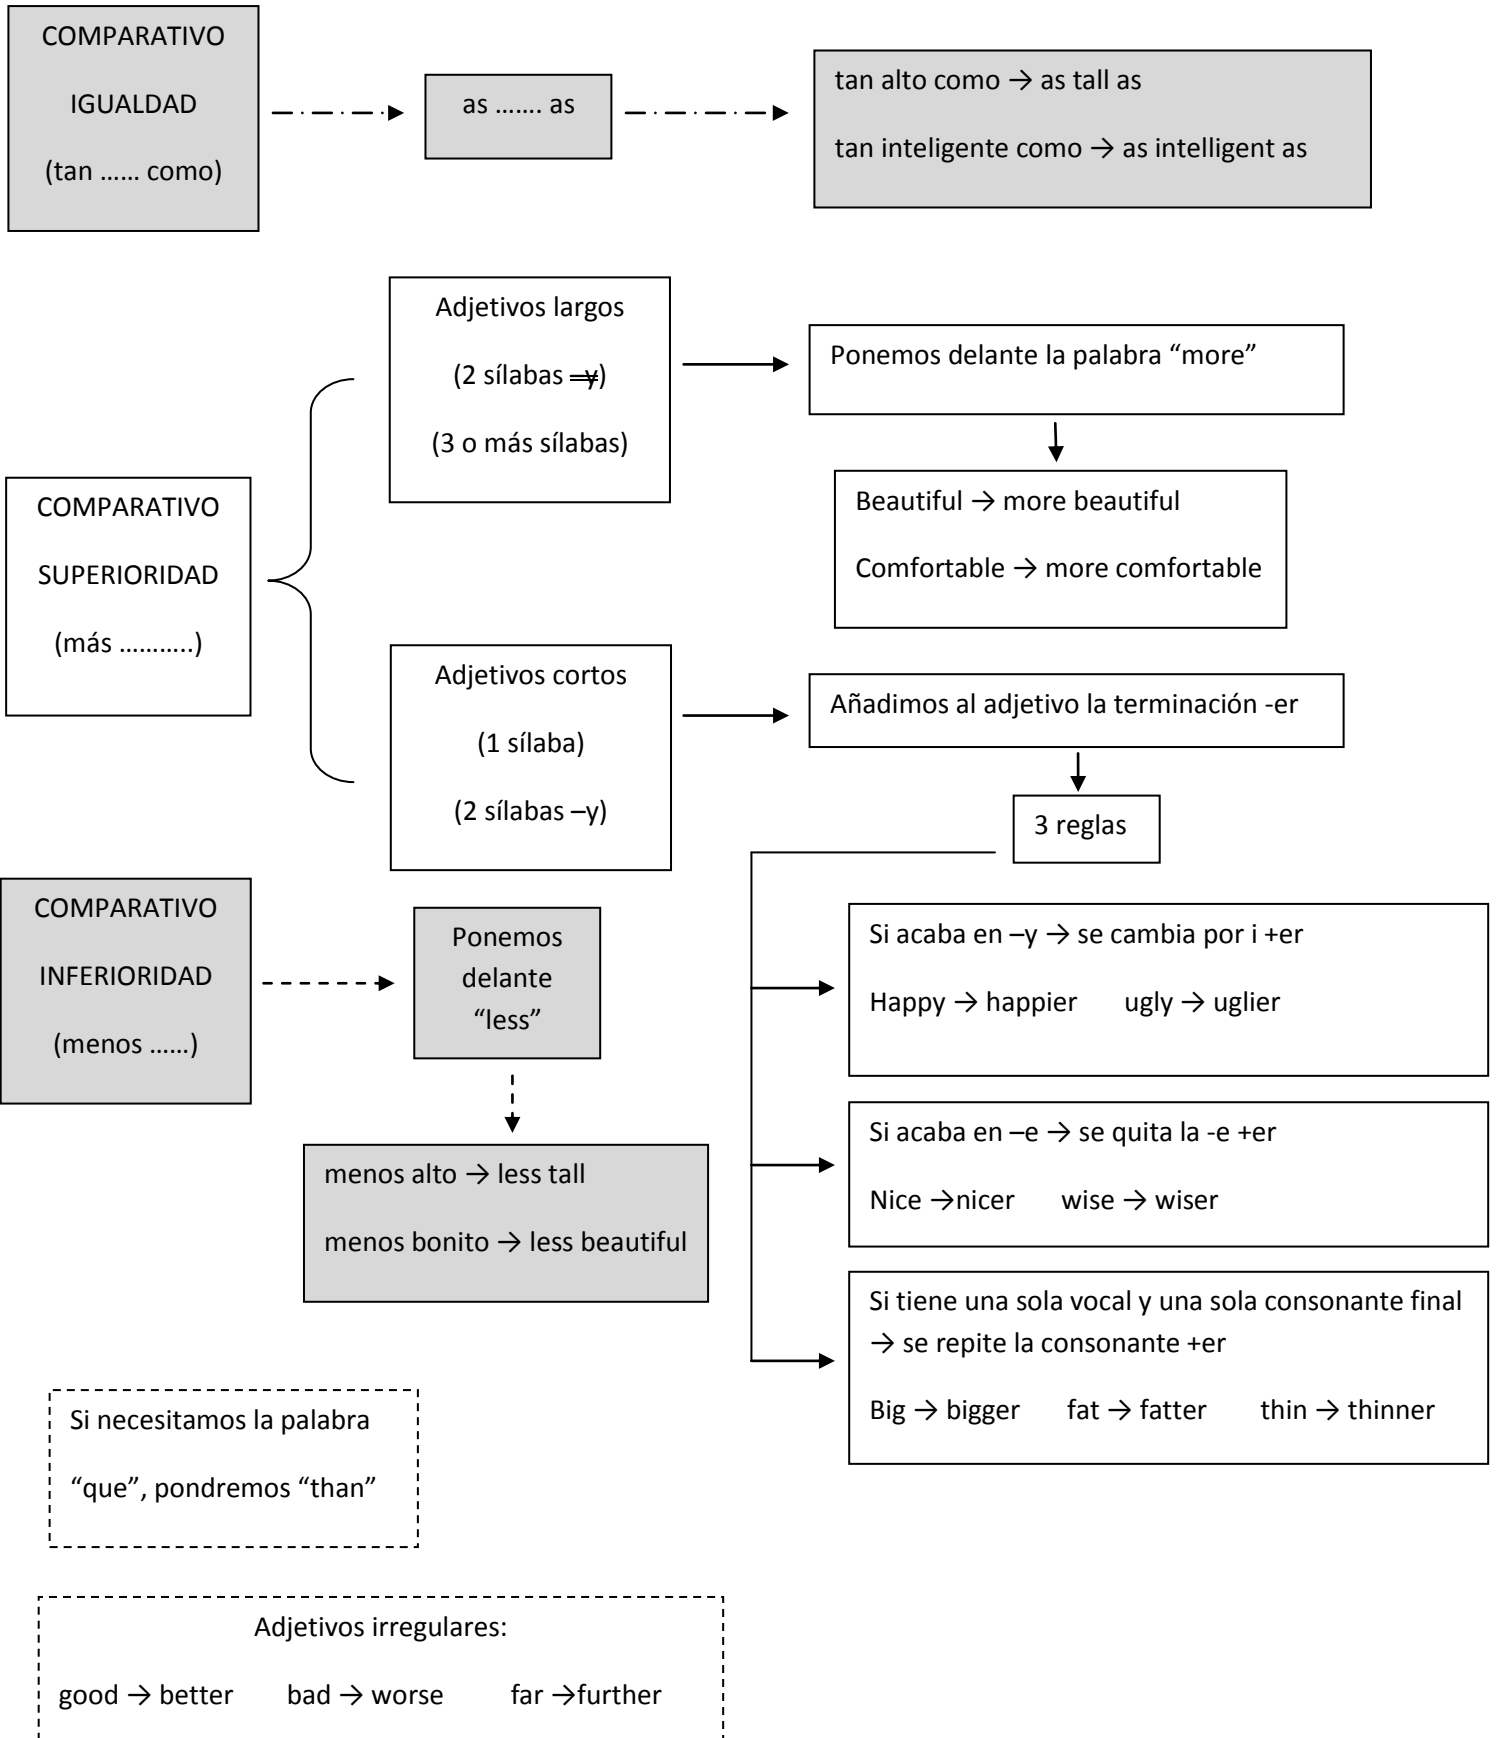 COMPARATIVO
IGUALDAD
(tan …… como)
as ……. as
tan alto como → as tall as
tan inteligente como → as intelligent as
COMPARATIVO
SUPERIORIDAD
(más ………..)
Adjetivos largos
(2 sílabas –y)
(3 o más sílabas)
Ponemos delante la palabra “more”
Beautiful → more beautiful
Comfortable → more comfortable
Adjetivos cortos
(1 sílaba)
(2 sílabas –y)
Añadimos al adjetivo la terminación -er
3 reglas
Si acaba en –y → se cambia por i +er
Happy → happier ugly → uglier
Si acaba en –e → se quita la -e +er
Nice →nicer wise → wiser
Si tiene una sola vocal y una sola consonante final
→ se repite la consonante +er
Big → bigger fat → fatter thin → thinner
COMPARATIVO
INFERIORIDAD
(menos ……)
Ponemos
delante
“less”
menos alto → less tall
menos bonito → less beautiful
Si necesitamos la palabra
“que”, pondremos “than”
Adjetivos irregulares:
good → better bad → worse far →further